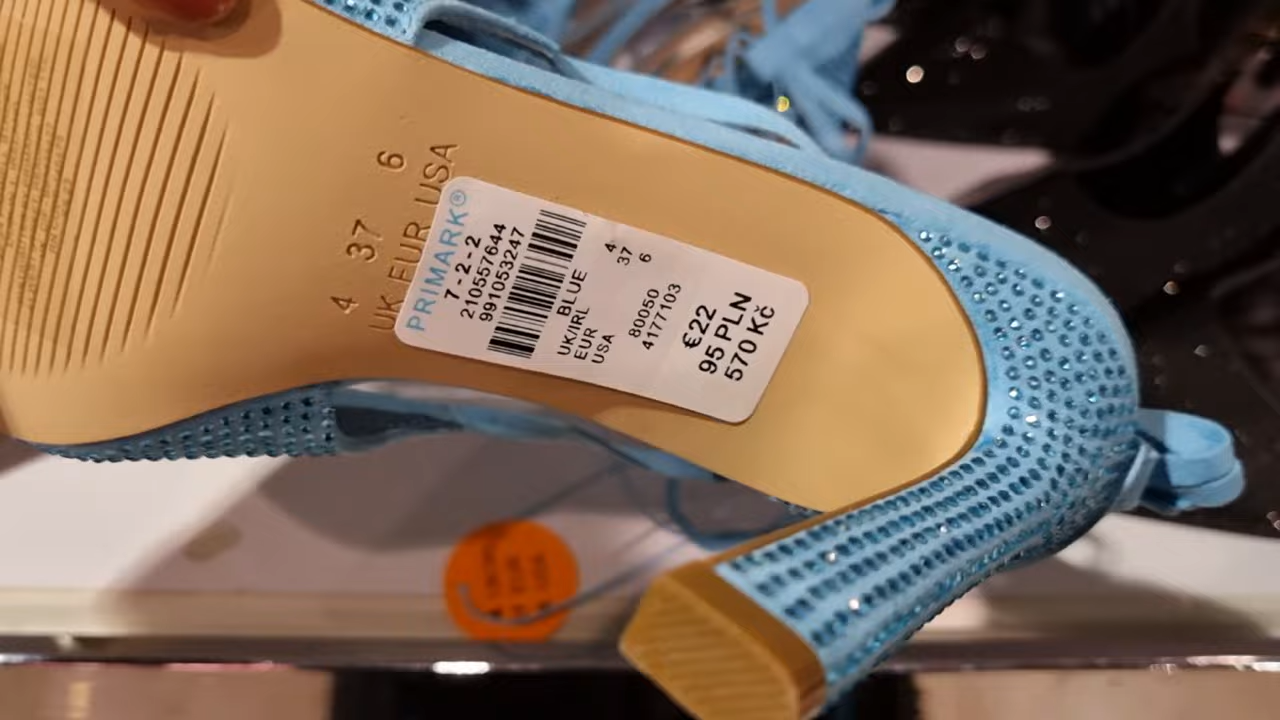 6
37
4
UK EUR USA
PRIMARK®
7 - 2 - 2
210557644
991053247
BLUE
UK/IRL 4
EUR 37
USA 6
80050
4177103
€22
95 PLN
570 Kč